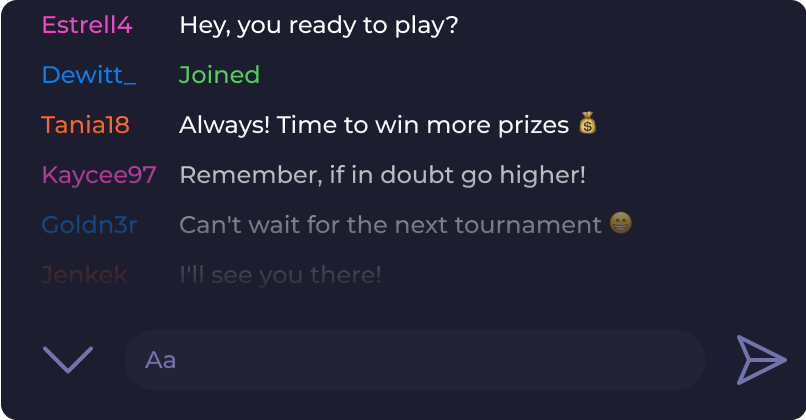 Estrell4 Hey, you ready to play?
Dewitt_ Joined
Tania18 Always! Time to win more prizes 💰
Kaycee97 Remember, if in doubt go higher!
Goldn3r Can't wait for the next tournament 😁
Jenkek I'll see you there!
Aa